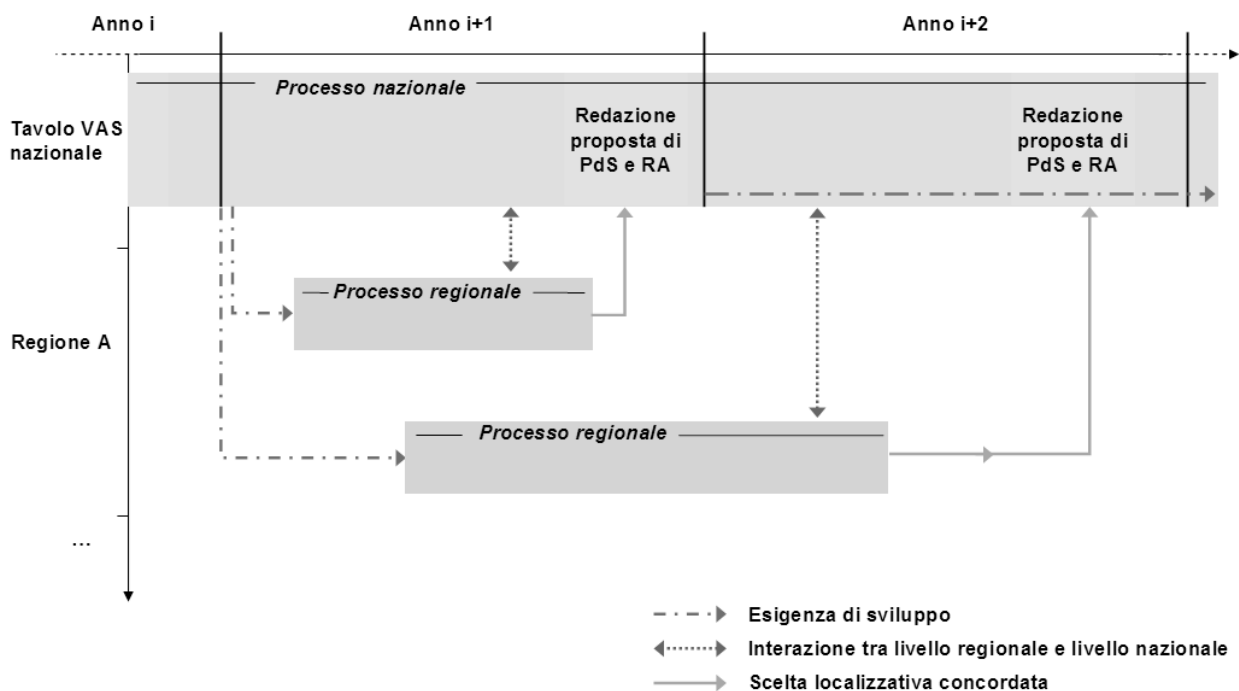 Anno i
Anno i+1
Anno i+2
Processo nazionale
Tavolo VAS
nazionale
Redazione
proposta di
PdS e RA
Redazione
proposta di
PdS e RA
Processo regionale
Regione A
Processo regionale
...
Esigenza di sviluppo
Interazione tra livello regionale e livello nazionale
Scelta localizzativa concordata